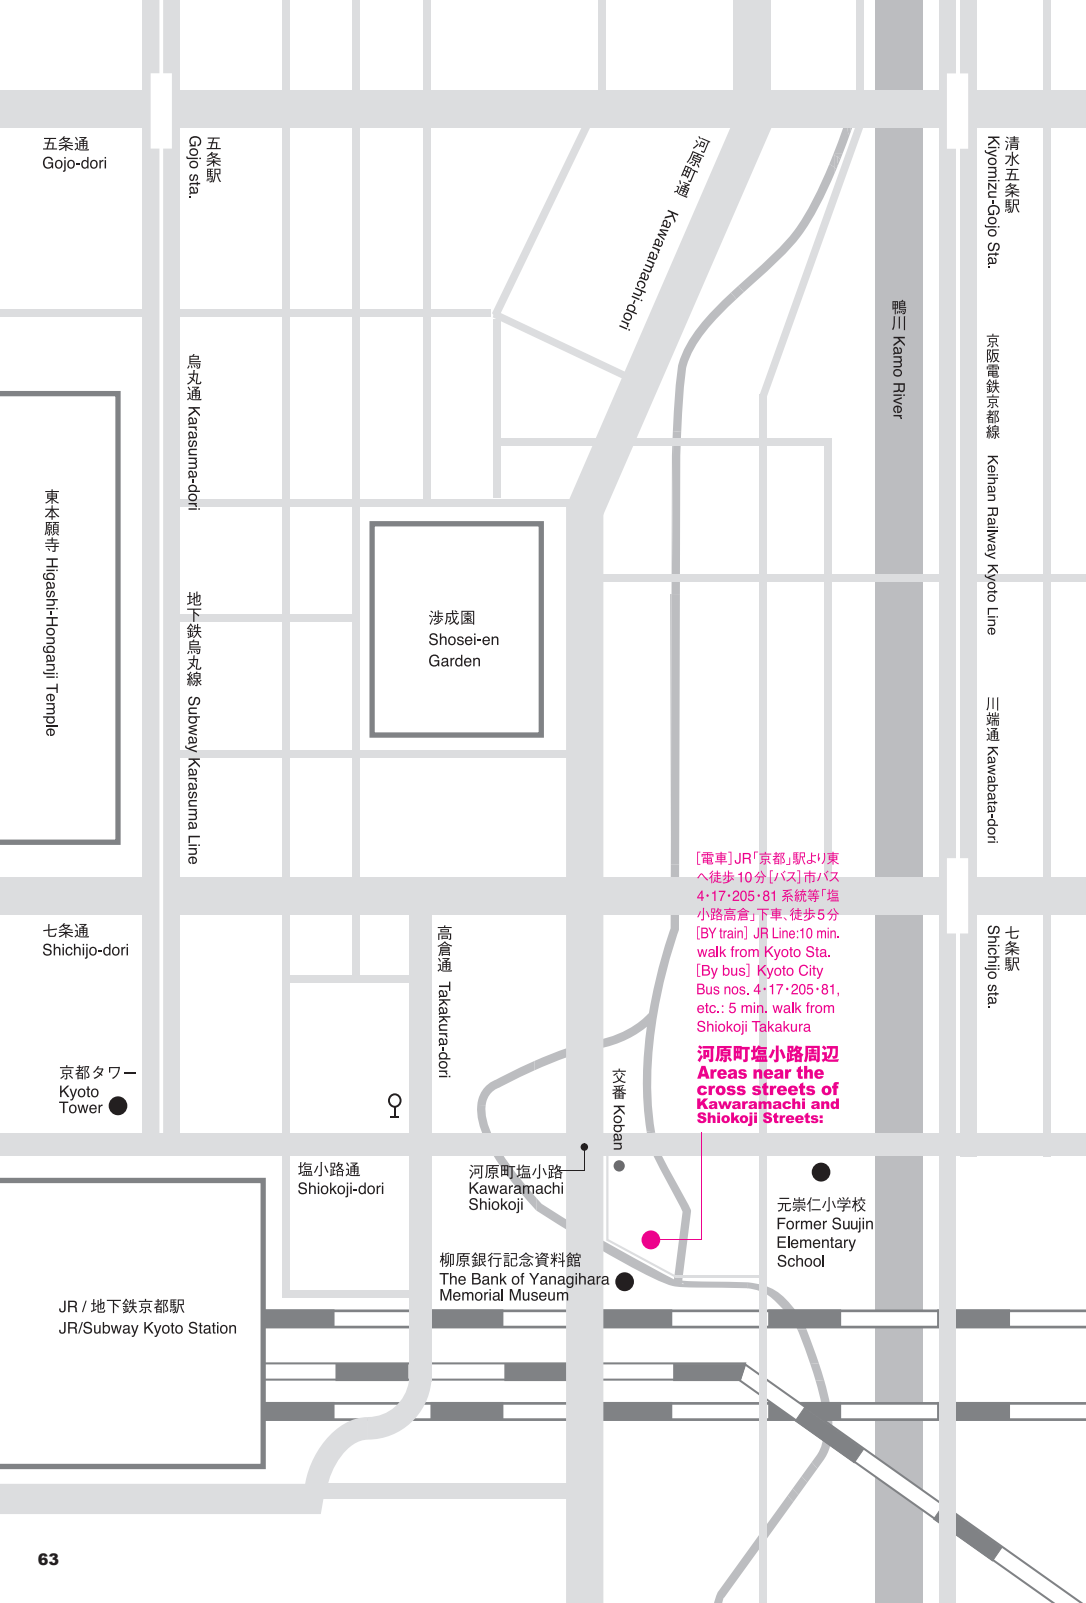 五条通
Gojo-dori
五条駅
Gojo sta.
河原町通 Kawaramachi-dori
清水五条駅
Kiyomizu-Gojo Sta.
鴨川 Kamo River
京阪電鉄京都線 Keihan Railway Kyoto Line
烏丸通 Karasuma-dori
東本願寺 Higashi-Honganji Temple
地下鉄烏丸線 Subway Karasuma Line
渉成園
Shosei-en
Garden
川端通 Kawabata-dori
[電車]JR「京都」駅より東
へ徒歩10分[バス]市バス
4・17・205・81 系統等「塩
小路高倉」下車、徒歩5分
[BY train] JR Line:10 min.
walk from Kyoto Sta.
[By bus] Kyoto City
Bus nos. 4・17・205・81,
etc.: 5 min. walk from
Shiokoji Takakura
河原町塩小路周辺
Areas near the
cross streets of
Kawaramachi and
Shiokoji Streets:
七条通
Shichijo-dori
高倉通 Takakura-dori
七条駅
Shichijo sta.
京都タワー
Kyoto
Tower
交番 Koban
塩小路通
Shiokoji-dori
河原町塩小路
Kawaramachi
Shiokoji
元崇仁小学校
Former Suujin
Elementary
School
柳原銀行記念資料館
The Bank of Yanagihara
Memorial Museum
JR / 地下鉄京都駅
JR/Subway Kyoto Station
63